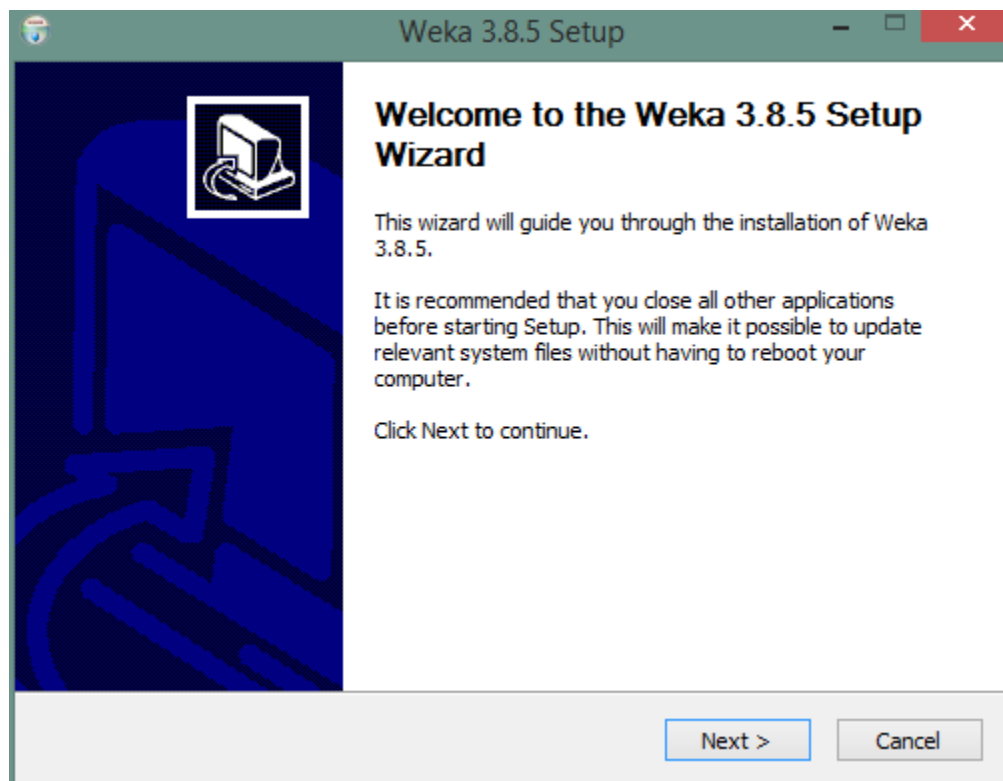 Weka 3.8.5 Setup
Welcome to the Weka 3.8.5 Setup
Wizard
This wizard will guide you through the installation of Weka
3.8.5.
It is recommended that you close all other applications
before starting Setup. This will make it possible to update
relevant system files without having to reboot your
computer.
Click Next to continue.
Next >
Cancel